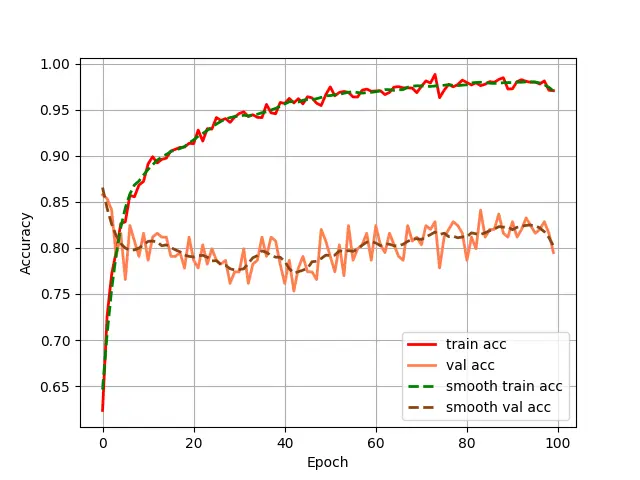 1.00
0.95
0.90
0.85
0.80
0.75
0.70
0.65
Accuracy
train acc
val acc
smooth train acc
smooth val acc
0 20 40 60 80 100
Epoch